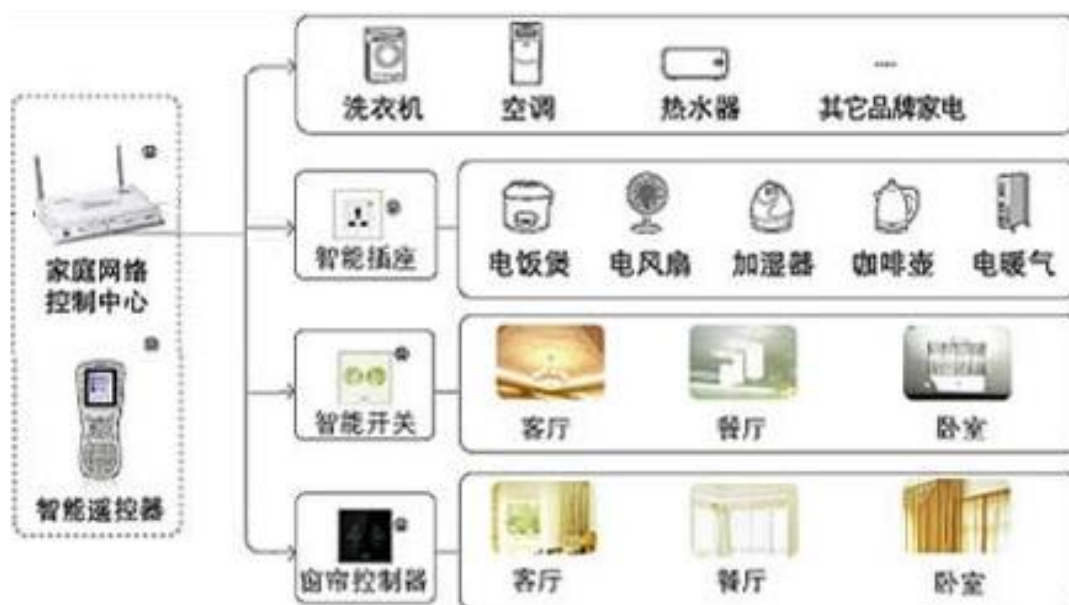 洗衣机
空调
热水器
....
其它品牌家电
家庭网络
控制中心
智能遥控器
智能插座
电饭煲
电风扇
加湿器
咖啡壶
电暖气
智能开关
客厅
餐厅
卧室
窗帘控制器
客厅
餐厅
卧室